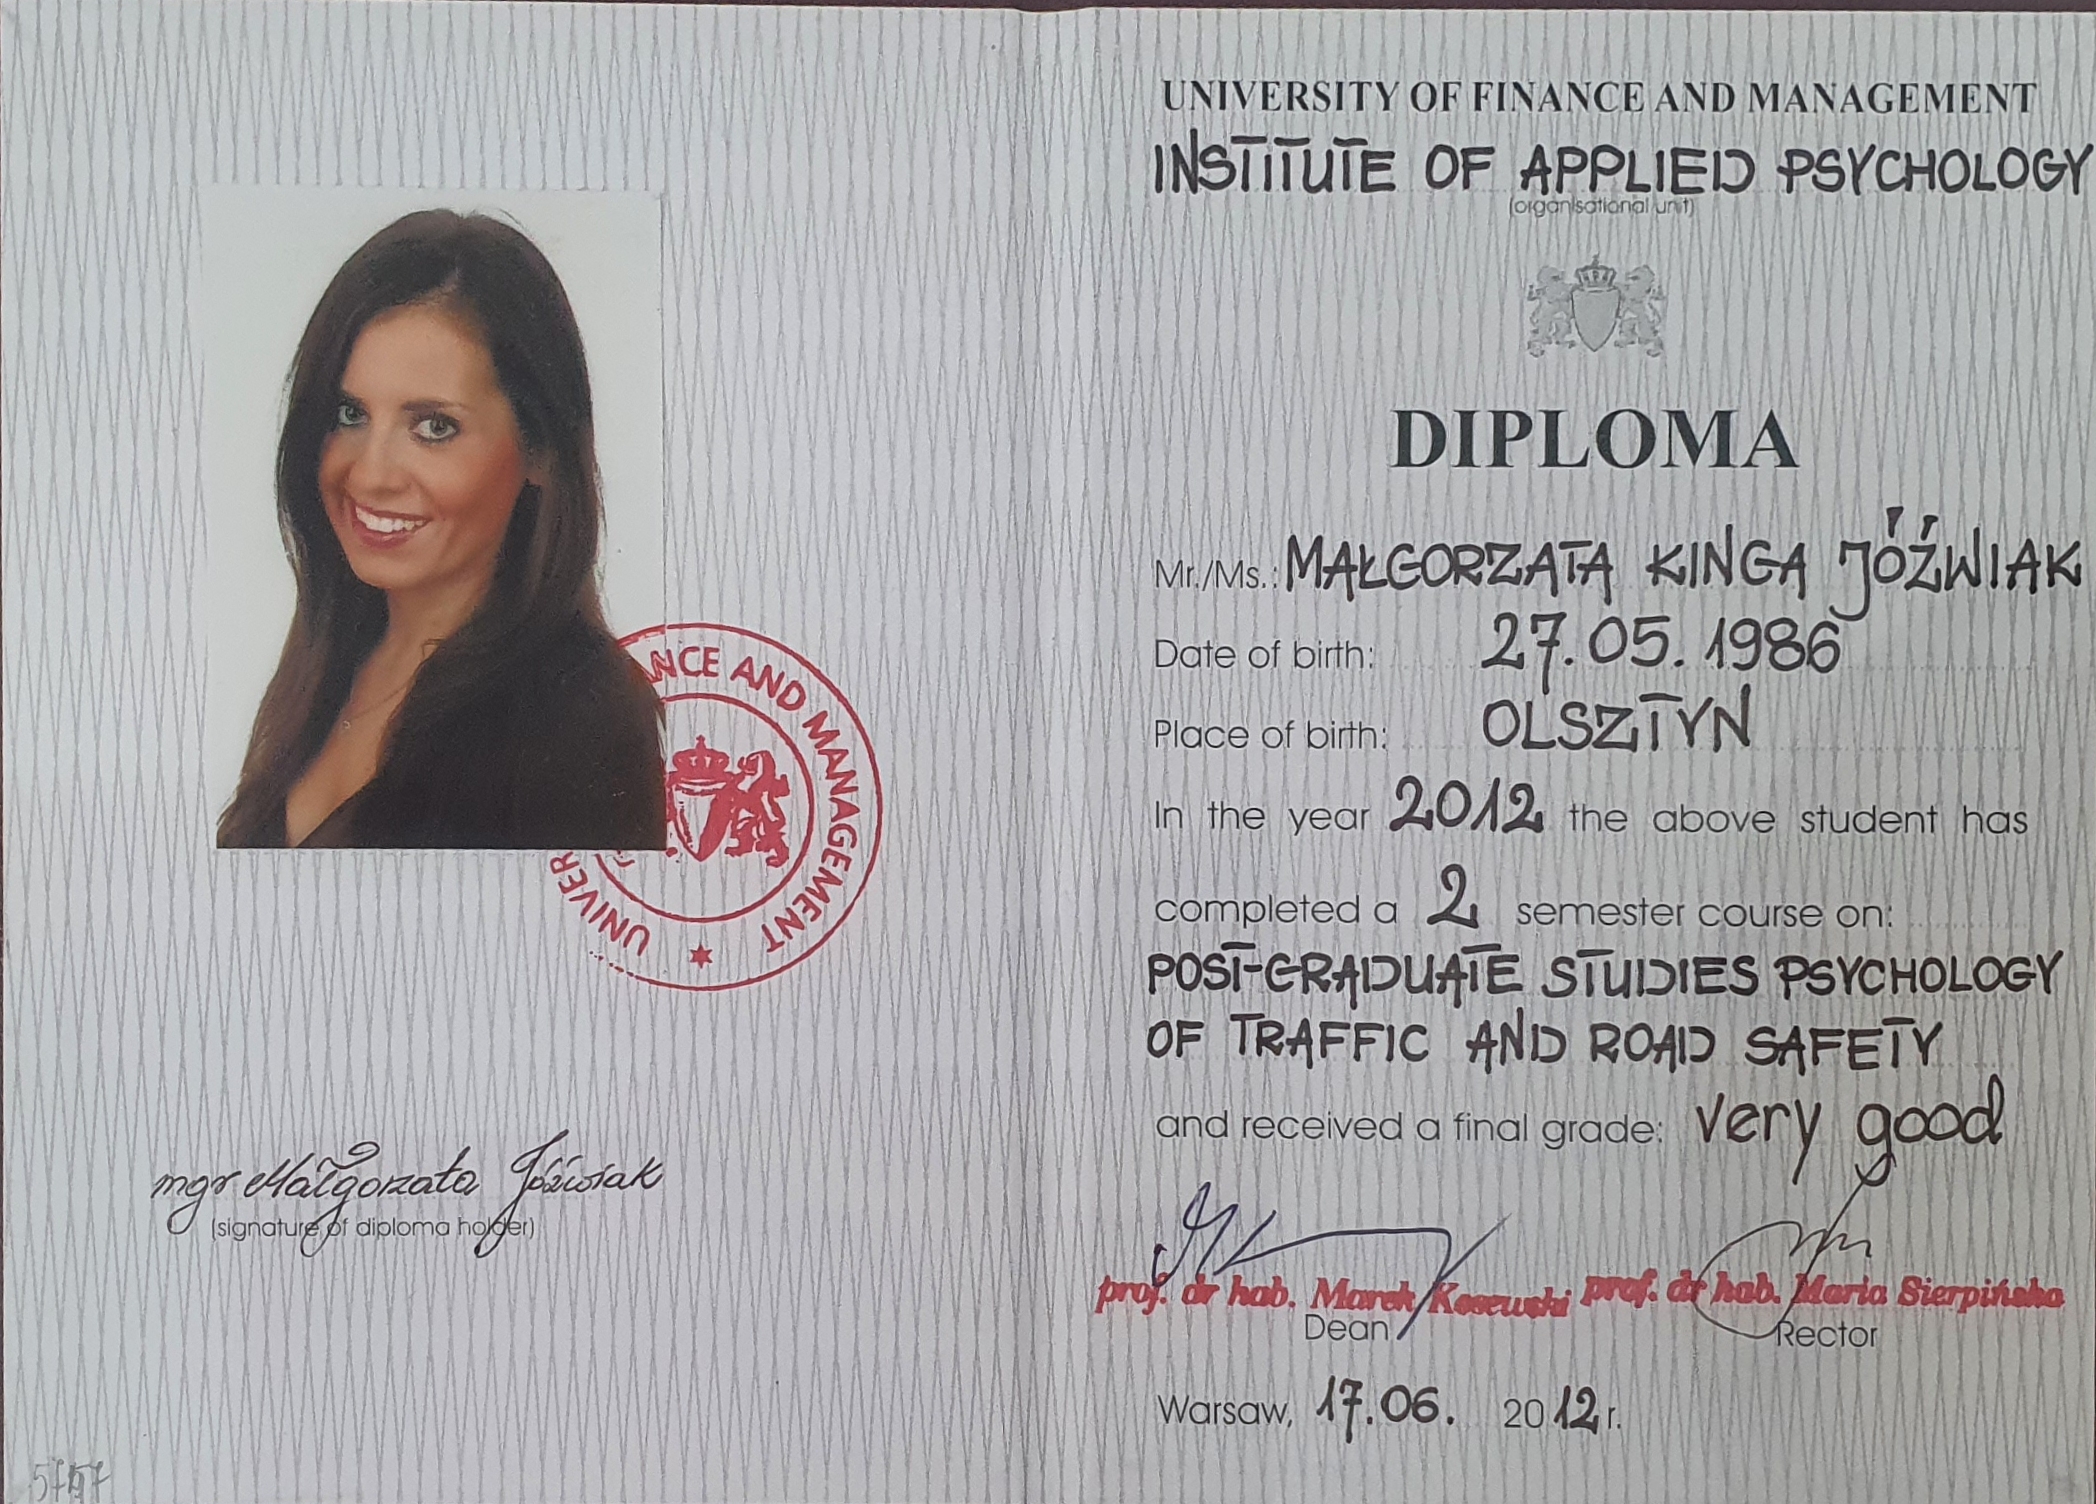 UNIVERSITY OF FINANCE AND MANAGEMENT
INSTITUTE OF APPLIED PSYCHOLOGY
(organisational unit)
DIPLOMA
Mr./Ms.: MAŁGORZATA KINGA JÓŹWIAK
Date of birth: 27.05.1986
Place of birth: OLSZTYN
In the year 2012 the above student has
completed a 2 semester course on:
POST-GRADUATE STUDIES PSYCHOLOGY
OF TRAFFIC AND ROAD SAFETY
and received a final grade: very good
prof. dr hab. Marek Kosewski prof. dr hab. Maria Sierpińska
Dean Rector
Warsaw, 17.06. 2012 r.
NCE AND MANAGEMENT
UNIVER
mgr Małgorzata Jóźwiak
(signature of diploma holder)